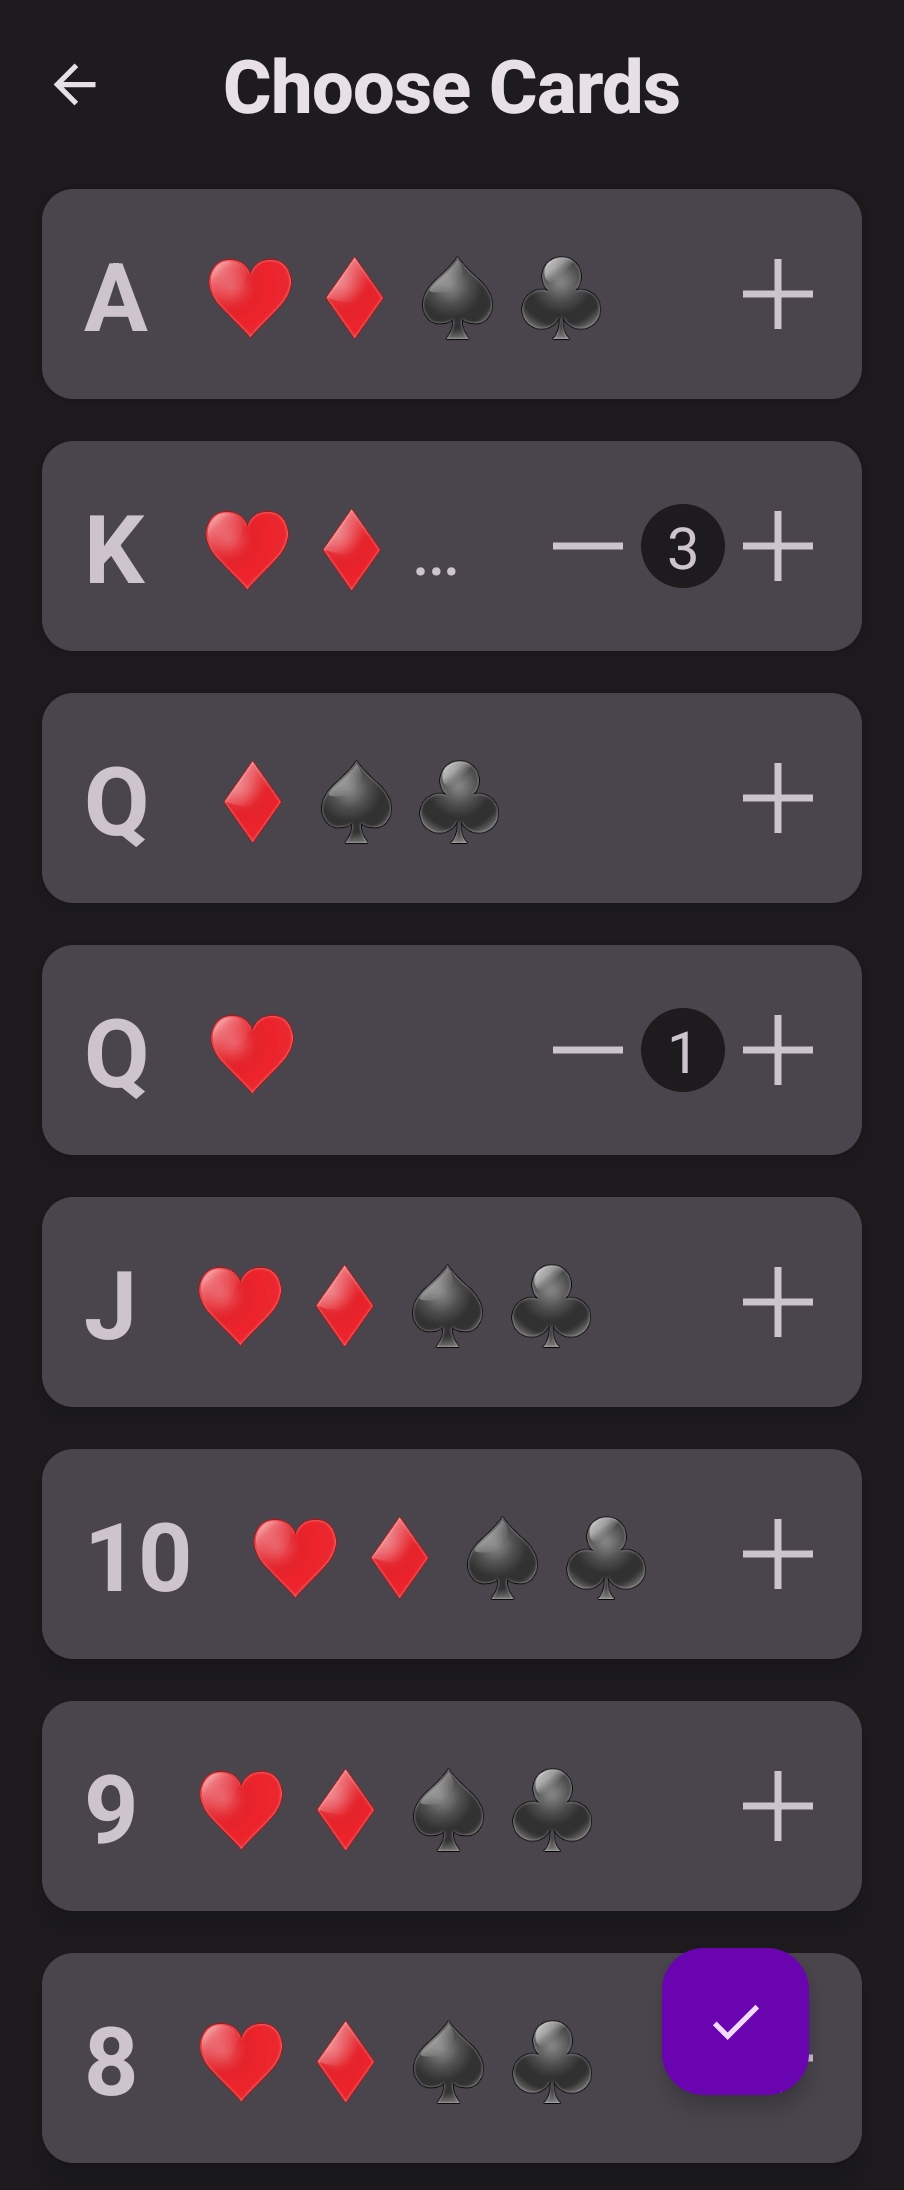 Choose Cards
A ♥️ ♦️ ♠️ ♣️
K ♥️ ♦️ ... 3
Q ♦️ ♠️ ♣️
Q ♥️ 1
J ♥️ ♦️ ♠️ ♣️
10 ♥️ ♦️ ♠️ ♣️
9 ♥️ ♦️ ♠️ ♣️
8 ♥️ ♦️ ♠️ ♣️